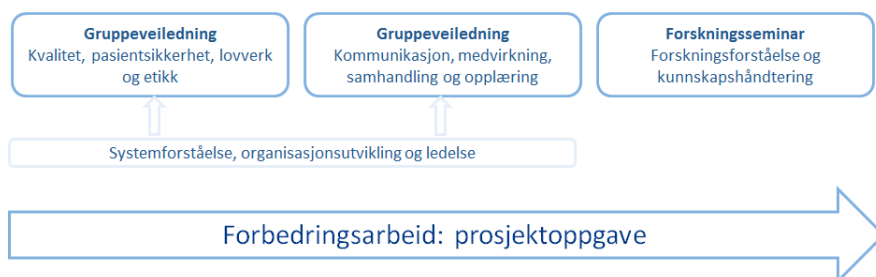 Gruppeveiledning
Kvalitet, pasientsikkerhet, lovverk
og etikk
Gruppeveiledning
Kommunikasjon, medvirkning,
samhandling og opplæring
Forskningsseminar
Forskningsforståelse og
kunnskapshåndtering
Systemforståelse, organisasjonsutvikling og ledelse
Forbedringsarbeid: prosjektoppgave